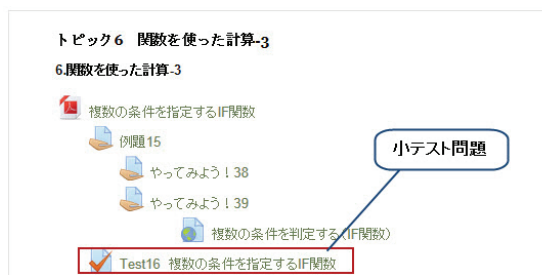 トピック6 関数を使った計算-3
6.関数を使った計算-3
複数の条件を指定するIF関数
例題15
小テスト問題
やってみよう！38
やってみよう！39
複数の条件を判定する(IF関数)
Test16 複数の条件を指定するIF関数